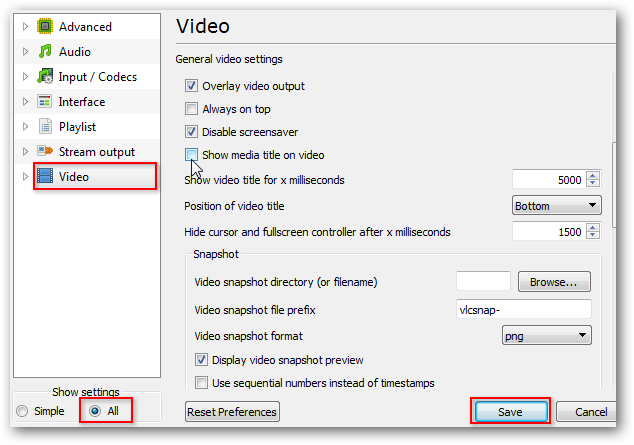 Advanced
Audio
Input / Codecs
Interface
Playlist
Stream output
Video
Show settings
Simple
All
Video
General video settings
Overlay video output
Always on top
Disable screensaver
Show media title on video
Show video title for x milliseconds
5000
Position of video title
Bottom
Hide cursor and fullscreen controller after x milliseconds
1500
Snapshot
Video snapshot directory (or filename)
Browse...
Video snapshot file prefix
vlcsnap-
Video snapshot format
png
Display video snapshot preview
Use sequential numbers instead of timestamps
Reset Preferences
Save
Cancel